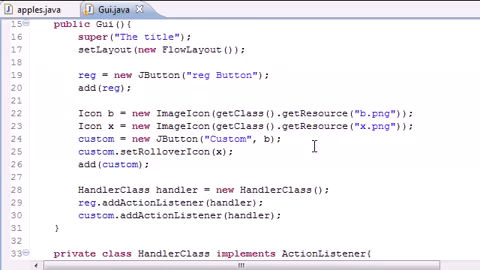 apples.java
Gui.java
15 public Gui(){
16 super("The title");
17 setLayout(new FlowLayout());
18
19 reg = new JButton("reg Button");
20 add(reg);
21
22 Icon b = new ImageIcon(getClass().getResource("b.png"));
23 Icon x = new ImageIcon(getClass().getResource("x.png"));
24 custom = new JButton("Custom", b);
25 custom.setRolloverIcon(x);
26 add(custom);
27
28 HandlerClass handler = new HandlerClass();
29 reg.addActionListener(handler);
30 custom.addActionListener(handler);
31 }
32
33 private class HandlerClass implements ActionListener{